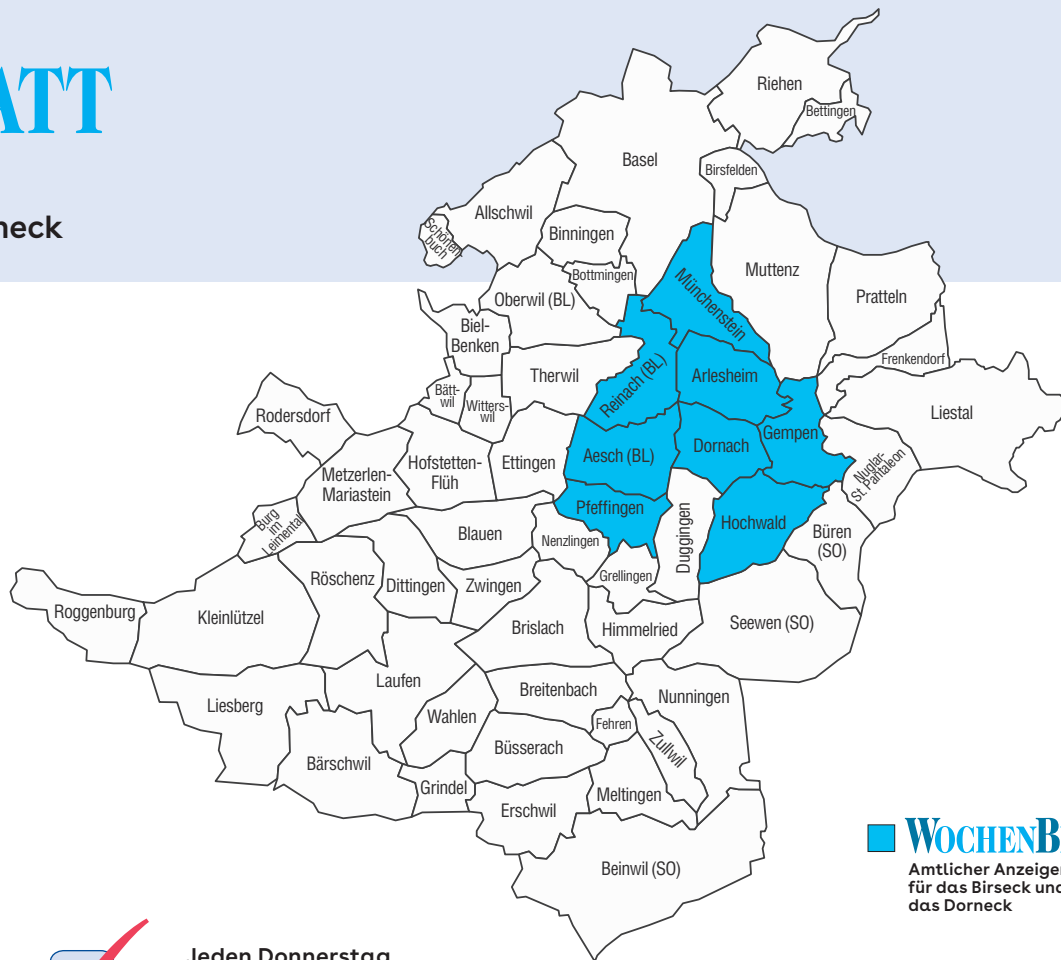 ATT
neck
Riehen
Bettingen
Basel
Birsfelden
Allschwil
Schönen-
buch
Binningen
Bottmingen
Münchenstein
Muttenz
Pratteln
Oberwil (BL)
Biel-
Benken
Frenkendorf
Therwil
Reinach (BL)
Arlesheim
Bätt-
wil
Witters-
wil
Liestal
Rodersdorf
Gempen
Dornach
Aesch (BL)
Ettingen
Hofstetten-
Flüh
Metzerlen-
Mariastein
Nuglar-
St. Pantaleon
Pfeffingen
Hochwald
Büren
(SO)
Burg
im
Leimental
Blauen
Nenzlingen
Duggingen
Grellingen
Röschenz
Dittingen
Zwingen
Roggenburg
Kleinlützel
Brislach
Himmelried
Seewen (SO)
Laufen
Breitenbach
Nunningen
Liesberg
Wahlen
Fehren
Büsserach
Zullwil
Bärschwil
Grindel
Meltingen
Erschwil
Beinwil (SO)
WOCHENB
Amtlicher Anzeiger
für das Birseck und
das Dorneck
Jeden Donnerstag